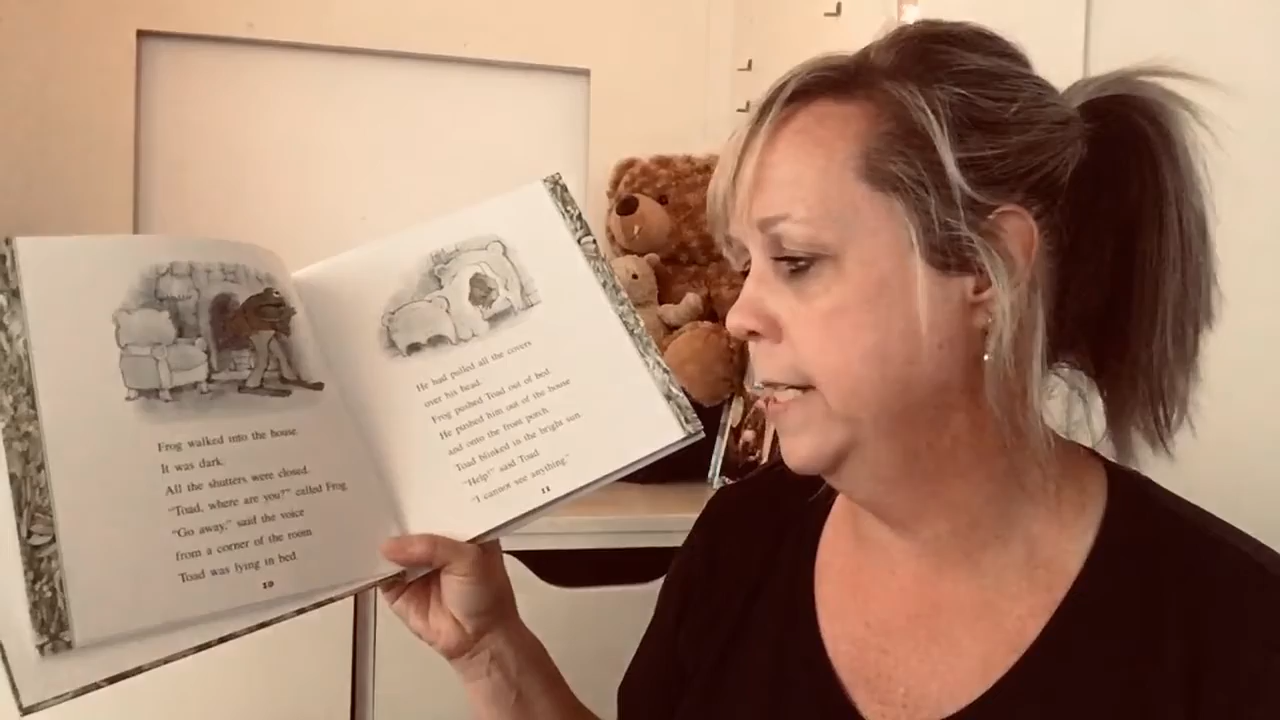 Frog walked into the house.
It was dark.
All the shutters were closed.
"Toad, where are you?" called Frog.
"Go away," said the voice
from a corner of the room.
Toad was lying in bed.
10
He had pulled all the covers
over his head.
Frog pushed Toad out of bed.
He pushed him out of the house
and onto the front porch.
Toad blinked in the bright sun.
"Help!" said Toad.
"I cannot see anything."
11